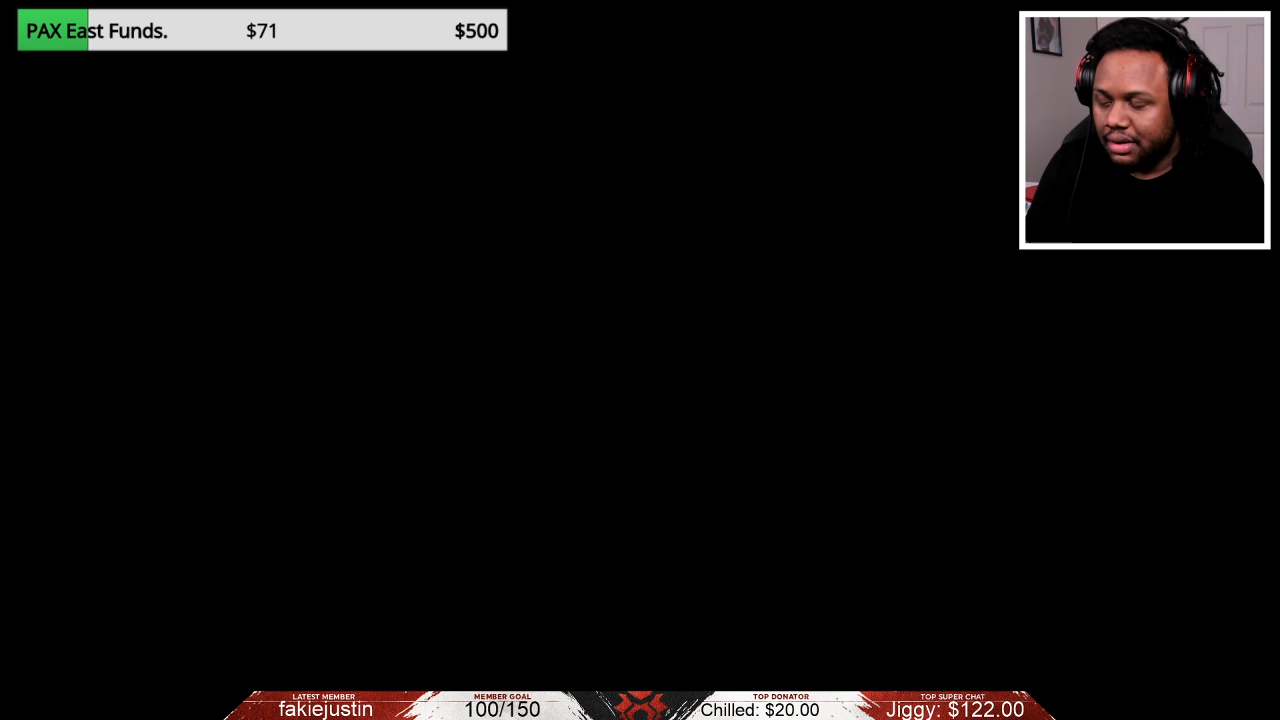 PAX East Funds. $71 $500
LATEST MEMBER
fakiejustin
MEMBER GOAL
100/150
TOP DONATOR
Chilled: $20.00
TOP SUPER CHAT
Jiggy: $122.00